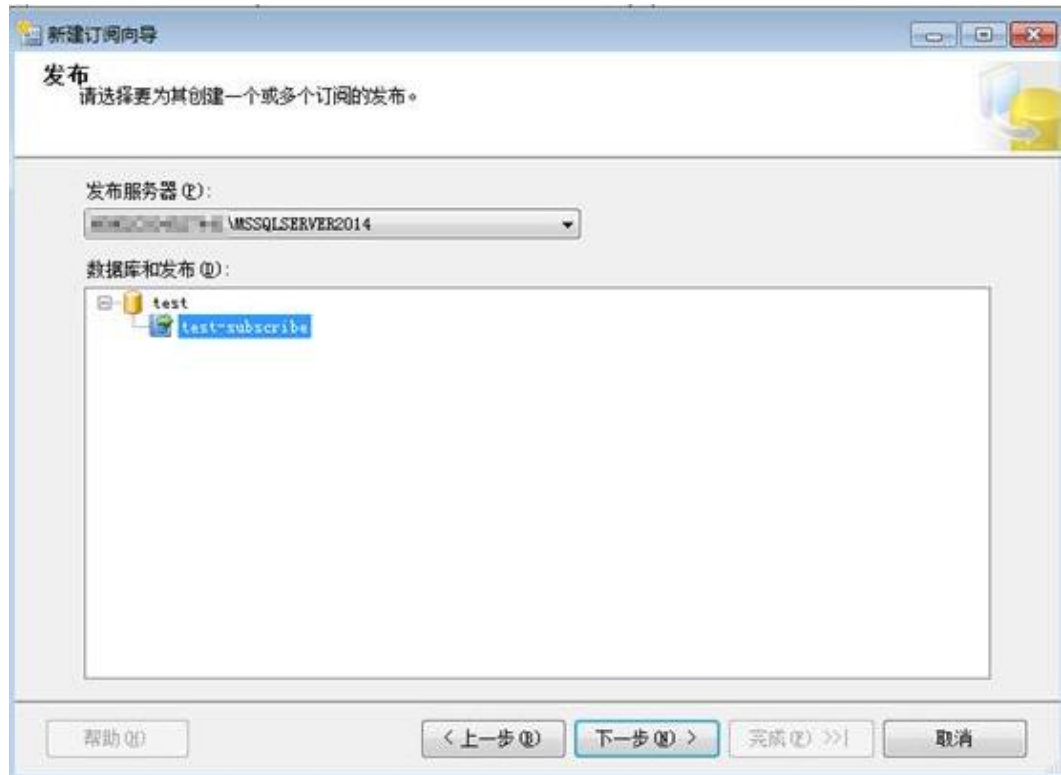 新建订阅向导
发布
请选择要为其创建一个或多个订阅的发布。
发布服务器(P):
\MSSQLSERVER2014
数据库和发布(D):
test
test-subscribe
帮助(H)
< 上一步(B)
下一步(N) >
完成(F) >>|
取消